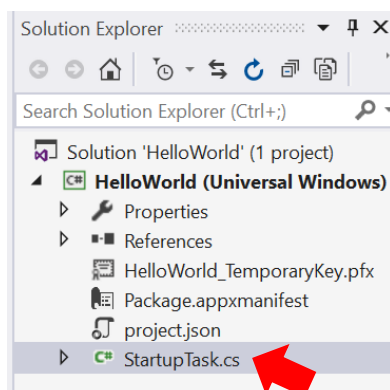 Solution Explorer
Search Solution Explorer (Ctrl+;)
Solution 'HelloWorld' (1 project)
C# HelloWorld (Universal Windows)
Properties
References
HelloWorld_TemporaryKey.pfx
Package.appxmanifest
project.json
C# StartupTask.cs